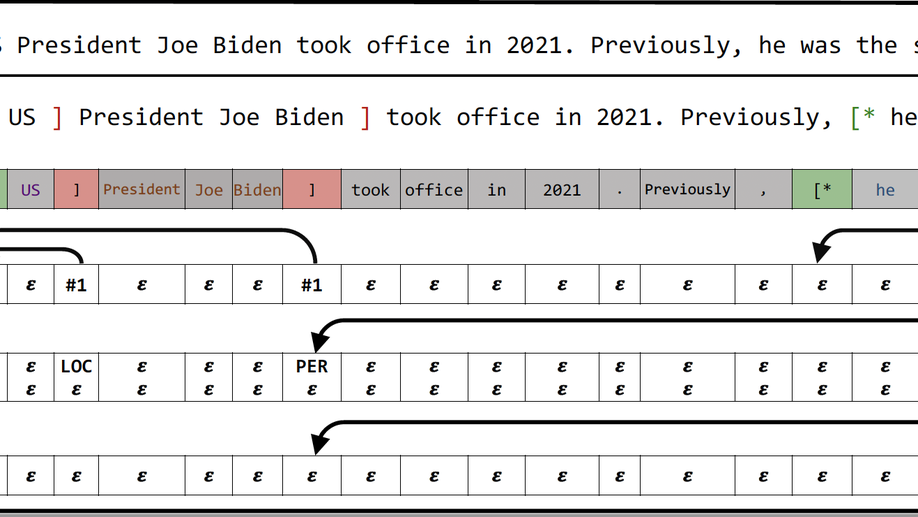 President Joe Biden took office in 2021. Previously, he was the
US ] President Joe Biden ] took office in 2021. Previously, [* he
US ] President Joe Biden ] took office in 2021 . Previously , [* he
ε #1 ε ε ε #1 ε ε ε ε ε ε ε ε ε
ε LOC ε ε ε PER ε ε ε ε ε ε ε ε ε
ε ε ε ε ε ε ε ε ε ε ε ε ε ε ε
ε ε ε ε ε ε ε ε ε ε ε ε ε ε ε